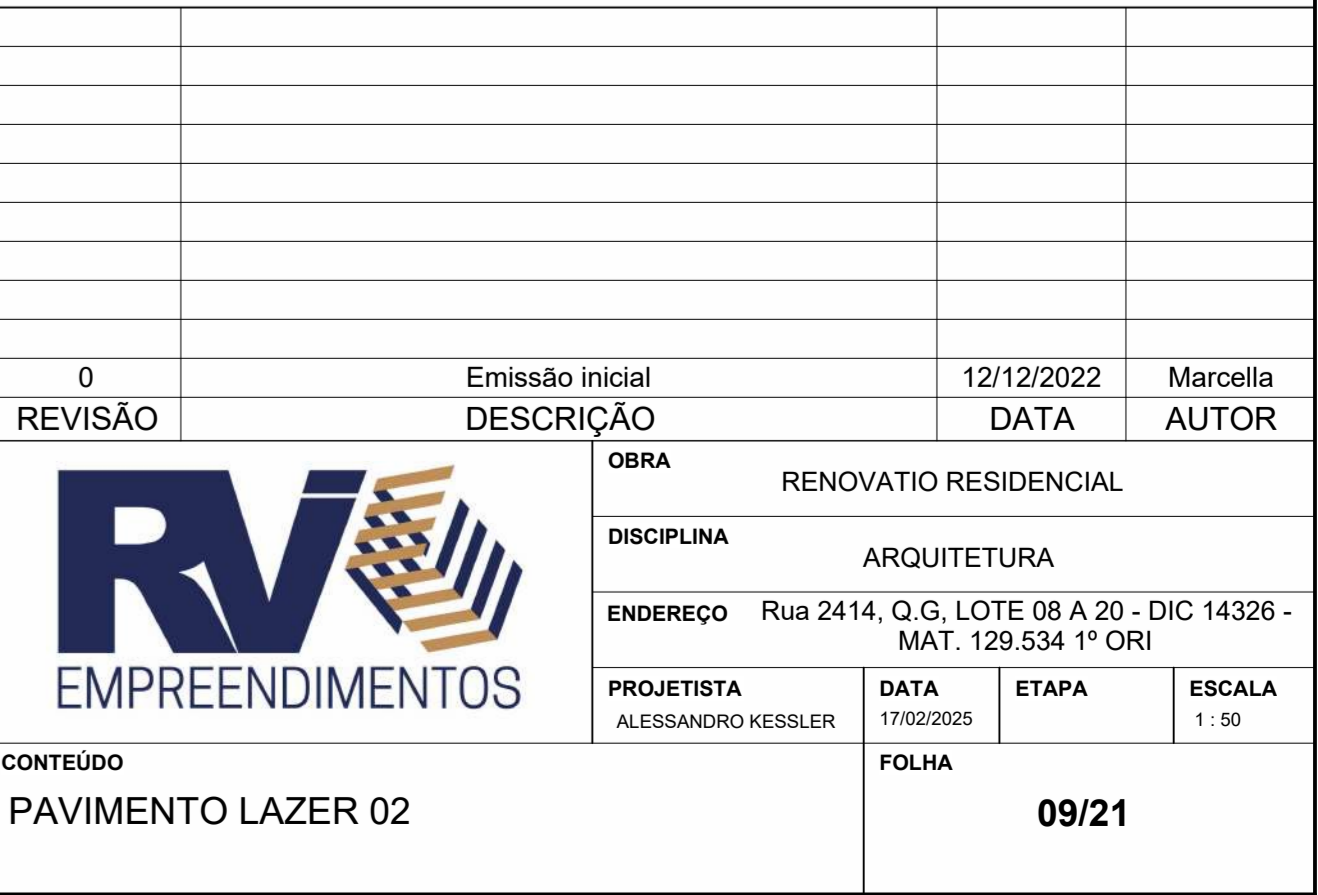 0 Emissão inicial 12/12/2022 Marcella
REVISÃO DESCRIÇÃO DATA AUTOR
RVi
EMPREENDIMENTOS
OBRA
RENOVATIO RESIDENCIAL
DISCIPLINA
ARQUITETURA
ENDEREÇO Rua 2414, Q.G, LOTE 08 A 20 - DIC 14326 -
MAT. 129.534 1º ORI
PROJETISTA DATA ETAPA ESCALA
ALESSANDRO KESSLER 17/02/2025 1 : 50
CONTEÚDO FOLHA
PAVIMENTO LAZER 02 09/21